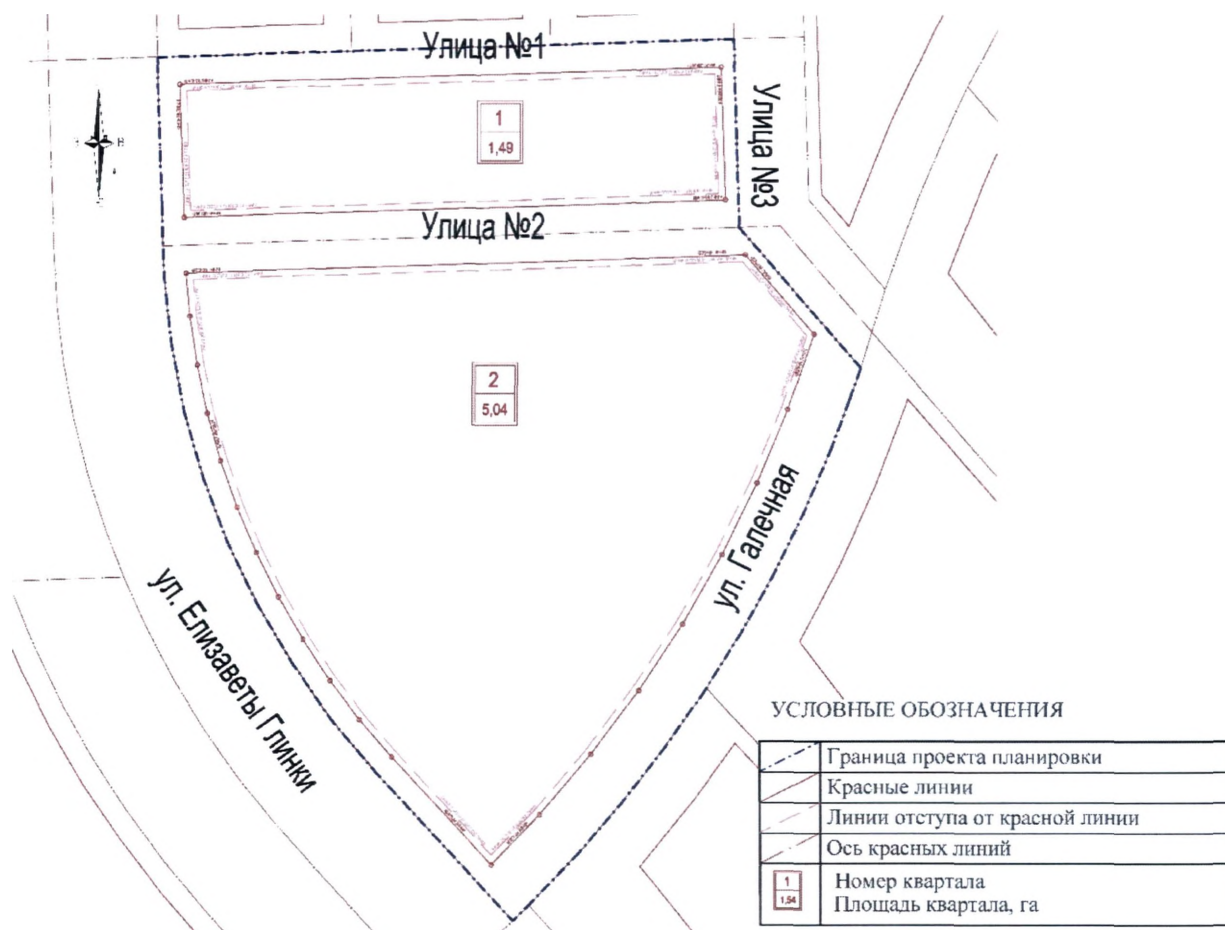 Улица №1
1
1,49
Улица №3
Улица №2
2
5,04
ул. Галечная
ул. Елизаветы Глинки
УСЛОВНЫЕ ОБОЗНАЧЕНИЯ
Граница проекта планировки
Красные линии
Линии отступа от красной линии
Ось красных линий
1
1,54
Номер квартала
Площадь квартала, га